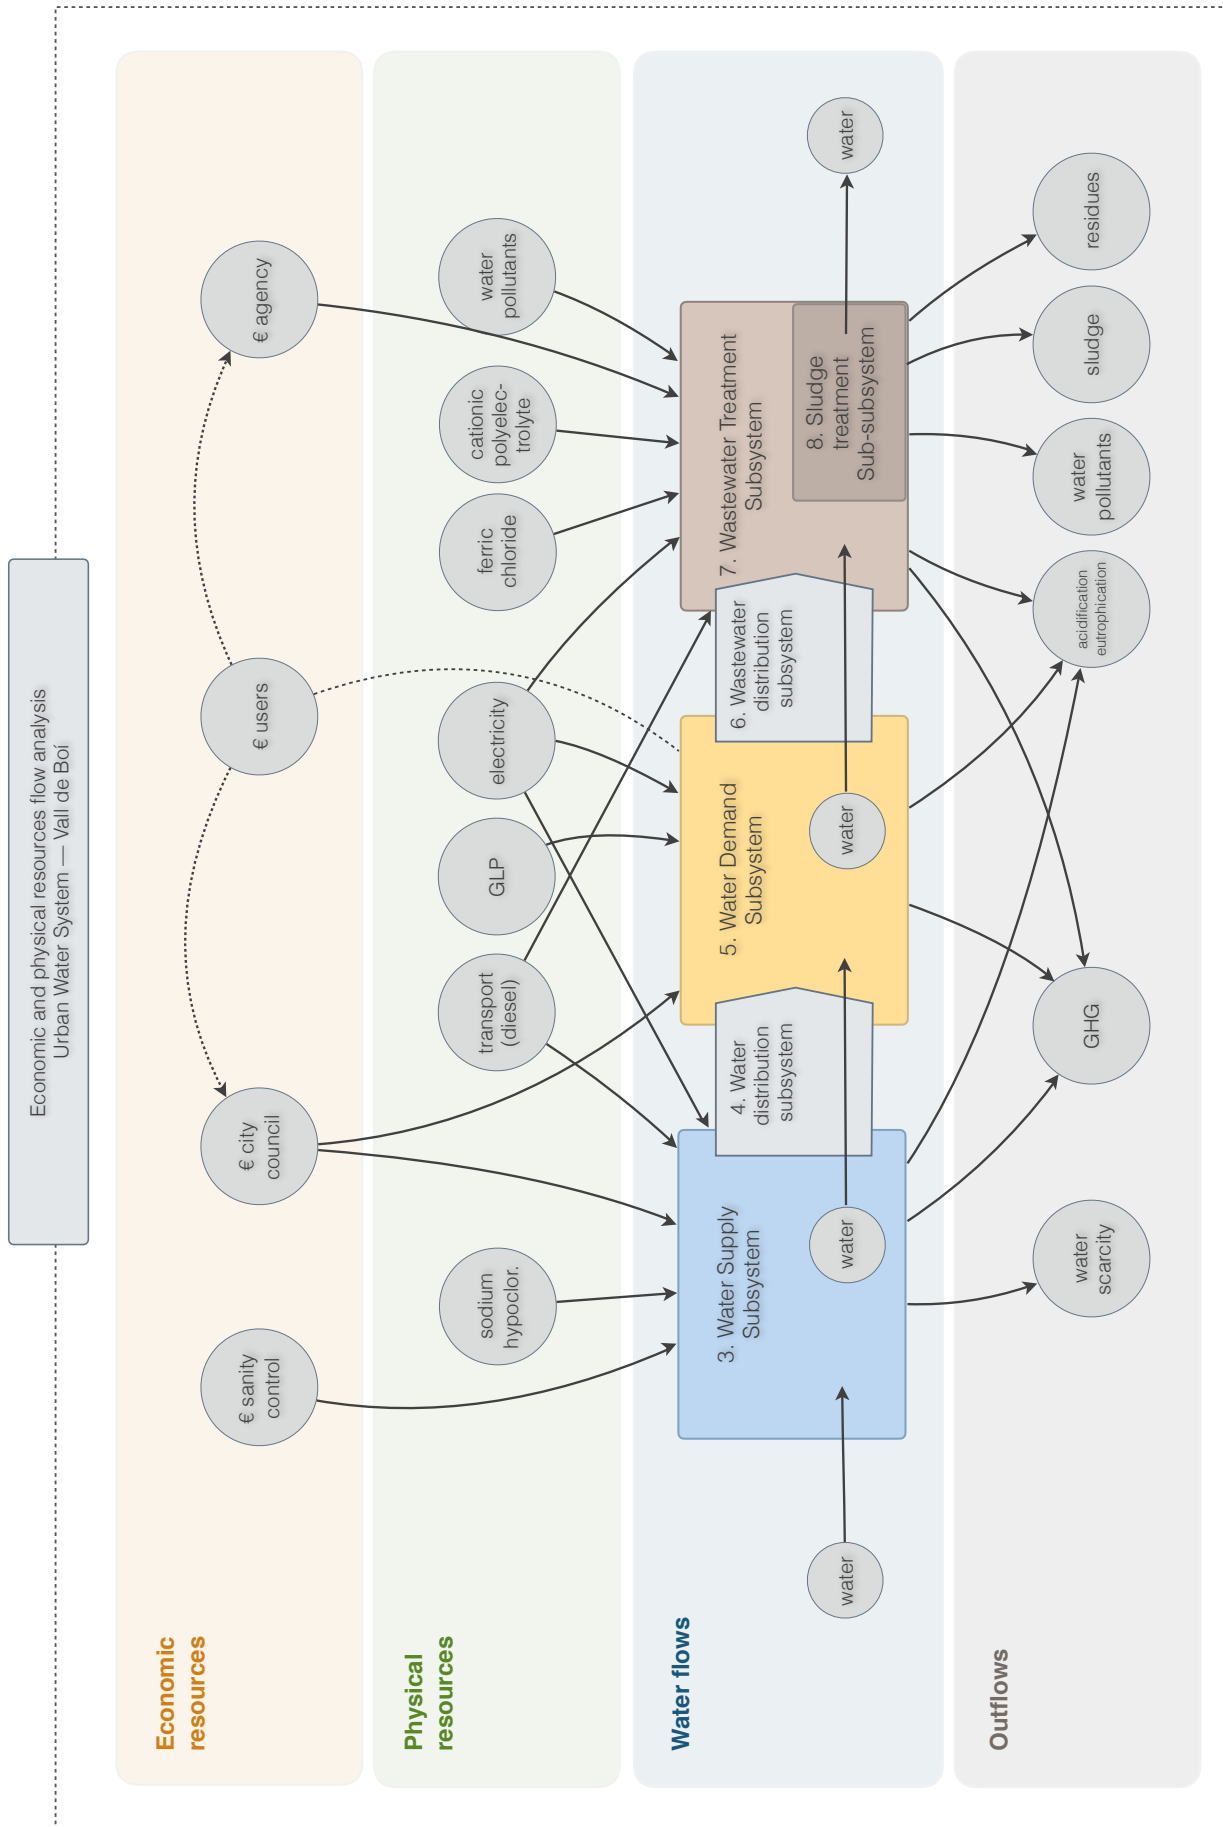 Economic and physical resources flow analysis
Urban Water System — Vall de Boí
Economic
resources
€ sanity
control
€ city
council
€ users
€ agency
Physical
resources
sodium
hypoclor.
transport
(diesel)
GLP
electricity
ferric
chloride
cationic
polyelec-
trolyte
water
pollutants
Water flows
water
3. Water Supply
Subsystem
water
4. Water
distribution
subsystem
5. Water Demand
Subsystem
water
6. Wastewater
distribution
subsystem
7. Wastewater Treatment
Subsystem
8. Sludge
treatment
Sub-subsystem
water
Outflows
water
scarcity
GHG
acidification
eutrophication
water
pollutants
sludge
residues